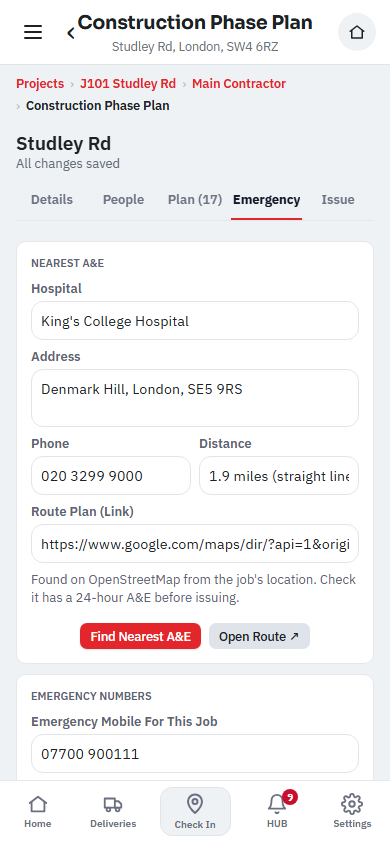 Construction Phase Plan
Studley Rd, London, SW4 6RZ
Projects › J101 Studley Rd › Main Contractor
› Construction Phase Plan
Studley Rd
All changes saved
Details People Plan (17) Emergency Issue
NEAREST A&E
Hospital
King's College Hospital
Address
Denmark Hill, London, SE5 9RS
Phone Distance
020 3299 9000 1.9 miles (straight line
Route Plan (Link)
https://www.google.com/maps/dir/?api=1&origi
Found on OpenStreetMap from the job's location. Check
it has a 24-hour A&E before issuing.
Find Nearest A&E Open Route ↗
EMERGENCY NUMBERS
Emergency Mobile For This Job
07700 900111
9
Home Deliveries Check In HUB Settings